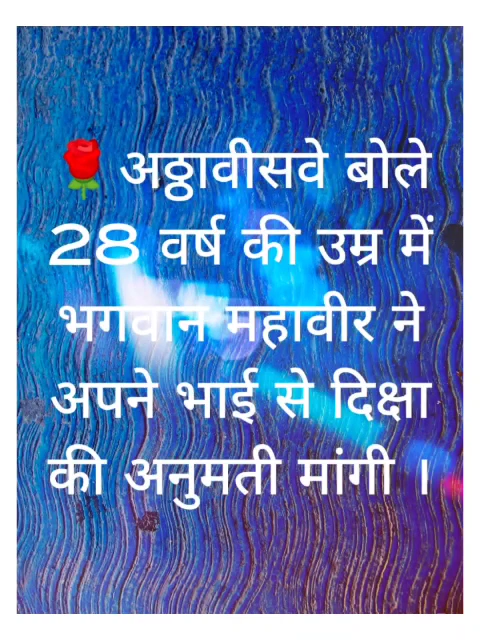 🌹 अठ्ठावीसवे बोले
28 वर्ष की उम्र में
भगवान महावीर ने
अपने भाई से दिक्षा
की अनुमती मांगी ।